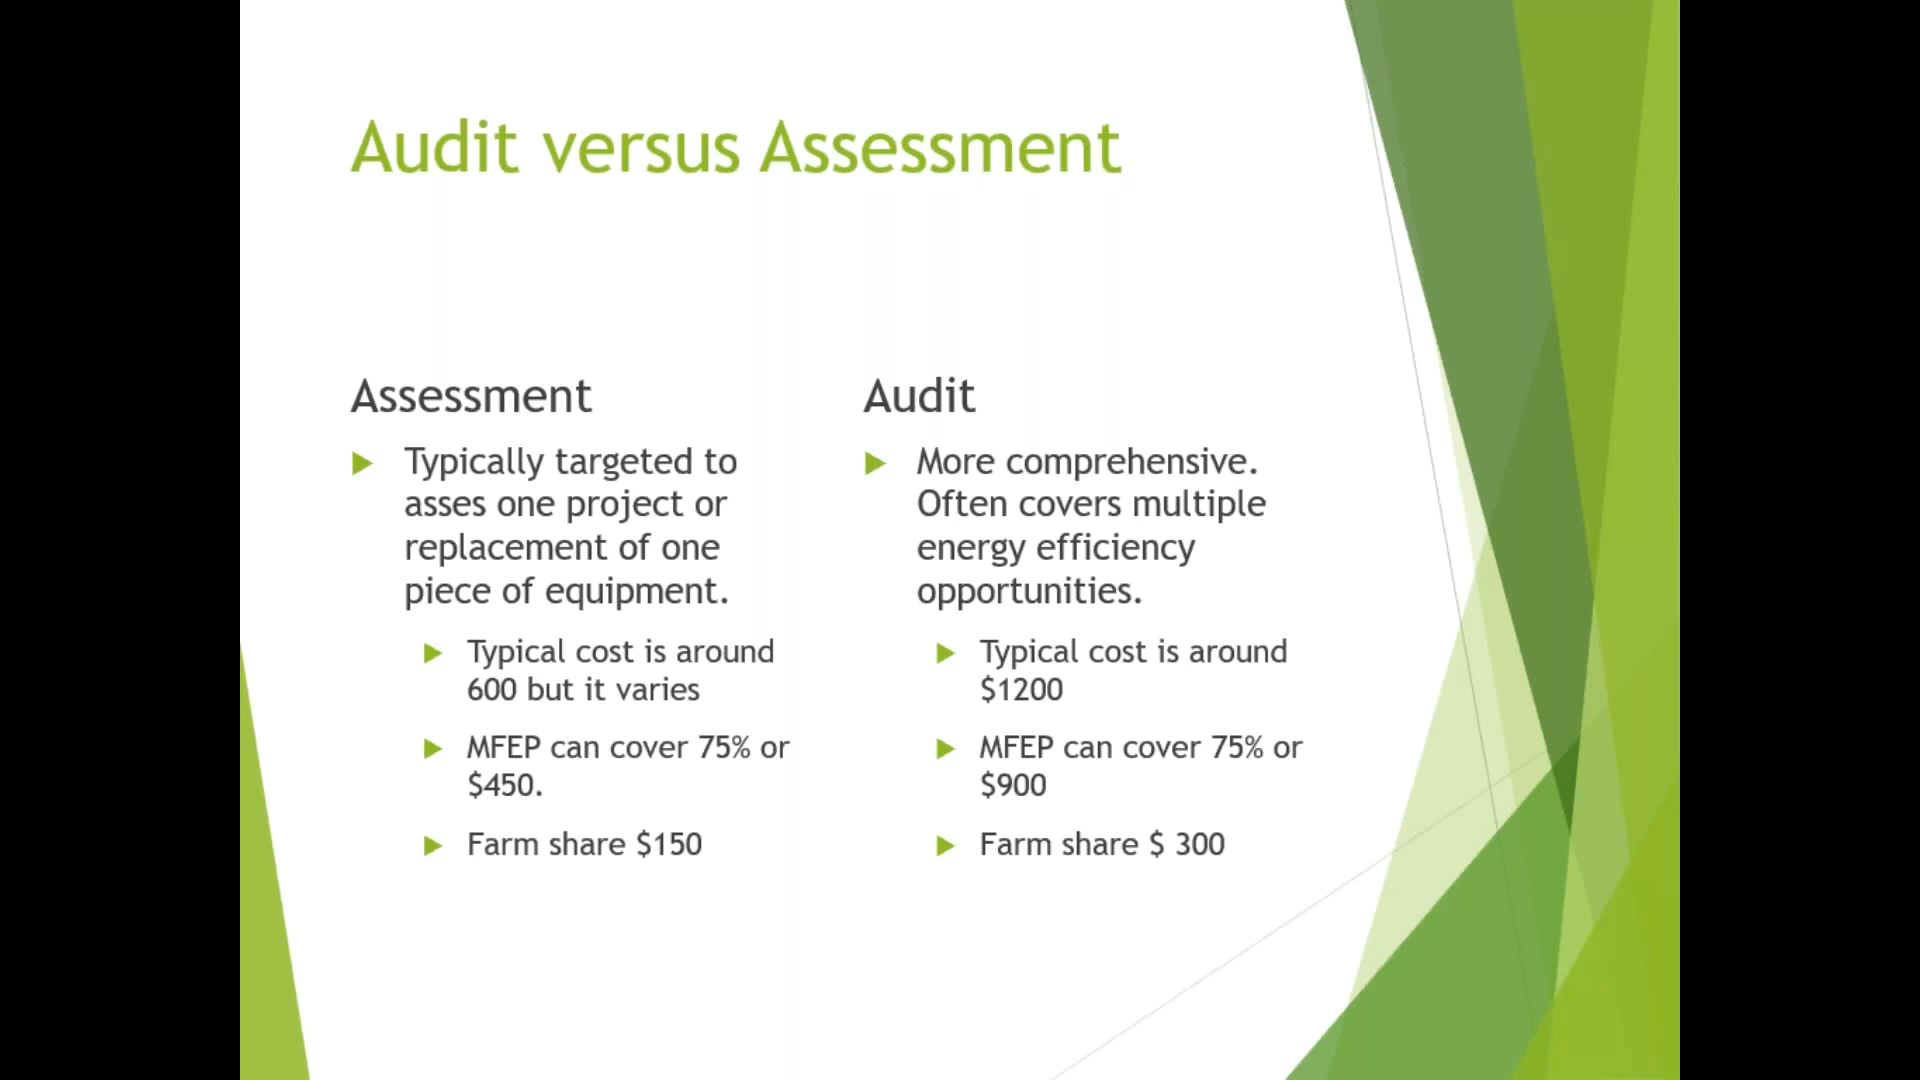 Audit versus Assessment
Assessment
Typically targeted to
asses one project or
replacement of one
piece of equipment.
Typical cost is around
600 but it varies
MFEP can cover 75% or
$450.
Farm share $150
Audit
More comprehensive.
Often covers multiple
energy efficiency
opportunities.
Typical cost is around
$1200
MFEP can cover 75% or
$900
Farm share $ 300